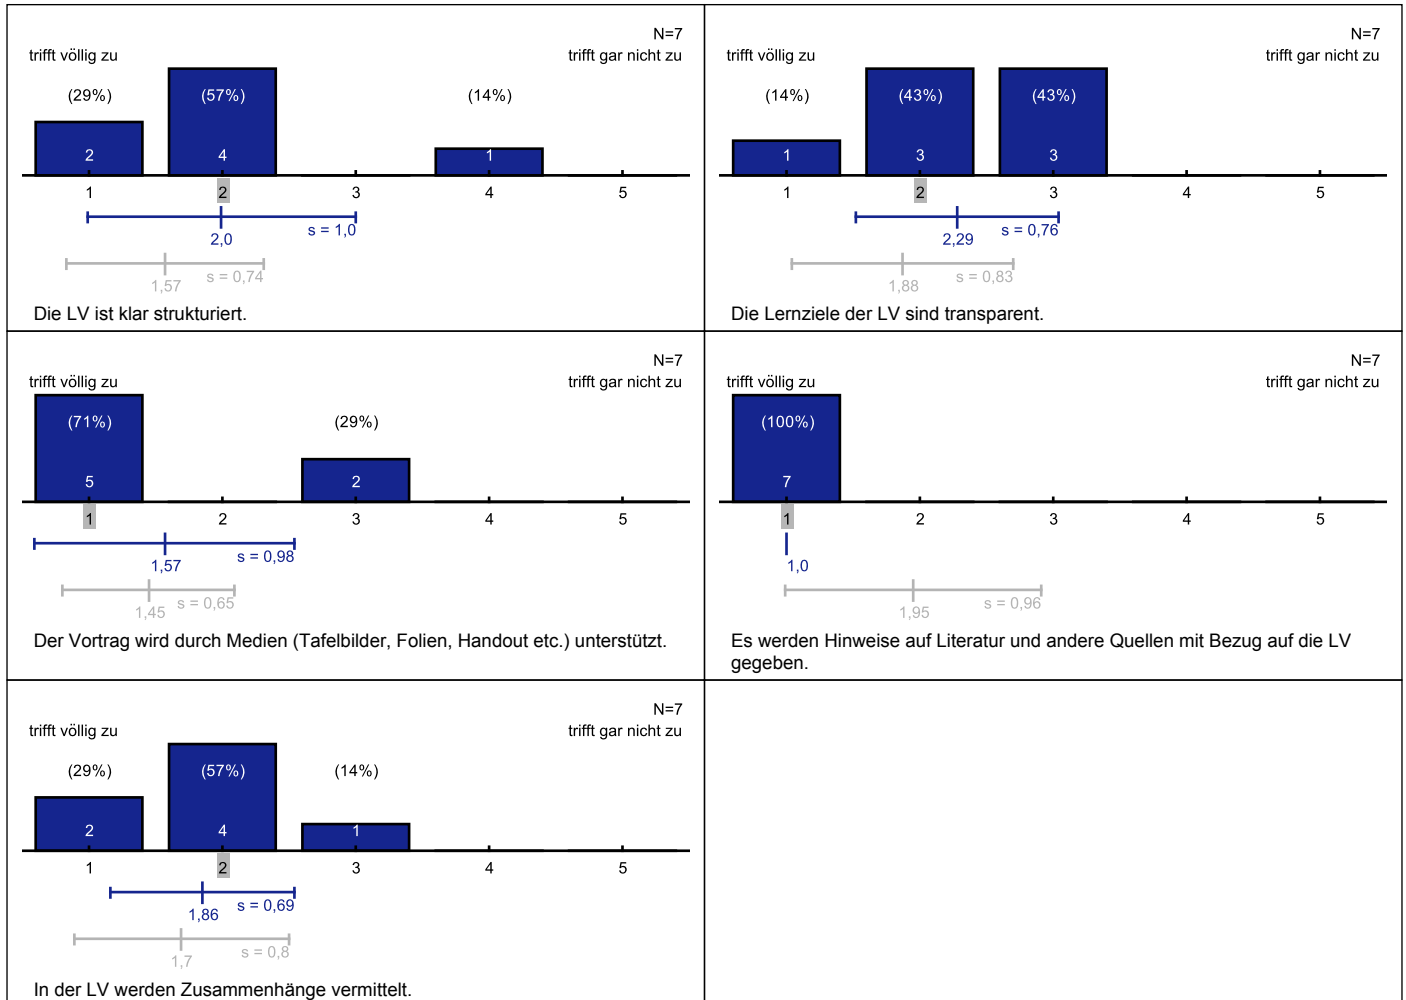 N=7
trifft völlig zu
trifft gar nicht zu
(29%)
(57%)
(14%)
2
4
1
1
2
3
4
5
2,0
s = 1,0
1,57
s = 0,74
Die LV ist klar strukturiert.
N=7
trifft völlig zu
trifft gar nicht zu
(14%)
(43%)
(43%)
1
3
3
1
2
3
4
5
2,29
s = 0,76
1,88
s = 0,83
Die Lernziele der LV sind transparent.
N=7
trifft völlig zu
trifft gar nicht zu
(71%)
(29%)
5
2
1
2
3
4
5
1,57
s = 0,98
1,45
s = 0,65
Der Vortrag wird durch Medien (Tafelbilder, Folien, Handout etc.) unterstützt.
N=7
trifft völlig zu
trifft gar nicht zu
(100%)
7
1
2
3
4
5
1,0
1,95
s = 0,96
Es werden Hinweise auf Literatur und andere Quellen mit Bezug auf die LV
gegeben.
N=7
trifft völlig zu
trifft gar nicht zu
(29%)
(57%)
(14%)
2
4
1
1
2
3
4
5
1,86
s = 0,69
1,7
s = 0,8
In der LV werden Zusammenhänge vermittelt.